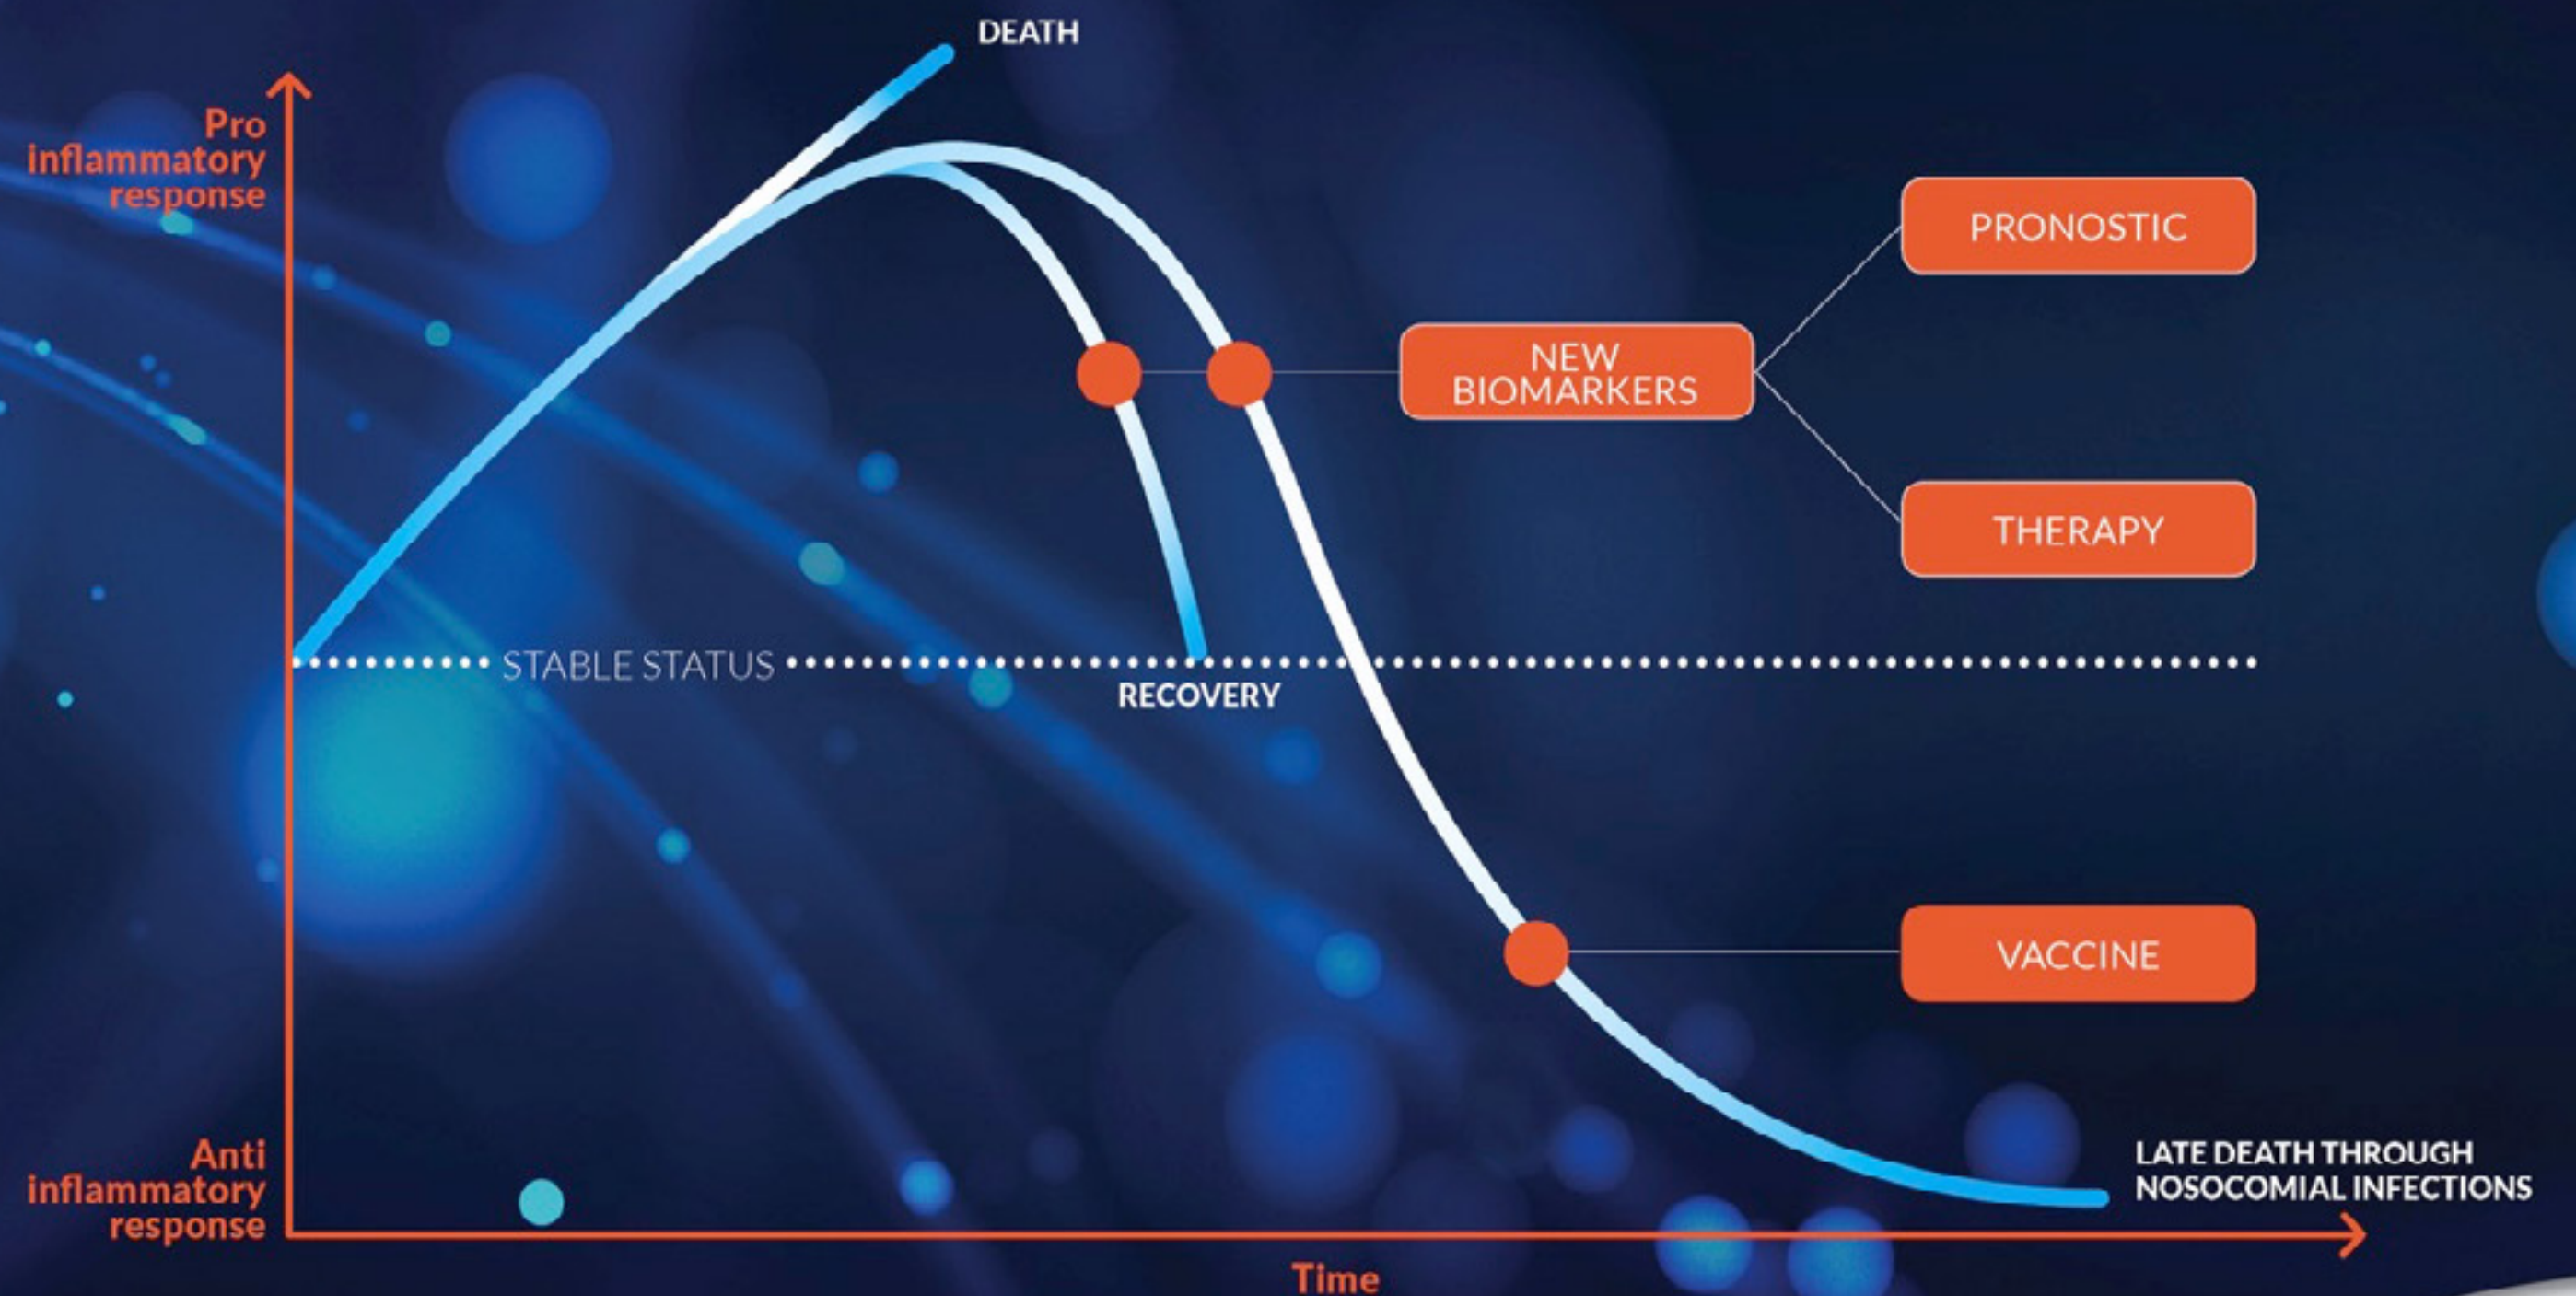 DEATH
Pro
inflammatory
response
PRONOSTIC
NEW
BIOMARKERS
THERAPY
STABLE STATUS
RECOVERY
VACCINE
Anti
inflammatory
response
LATE DEATH THROUGH
NOSOCOMIAL INFECTIONS
Time